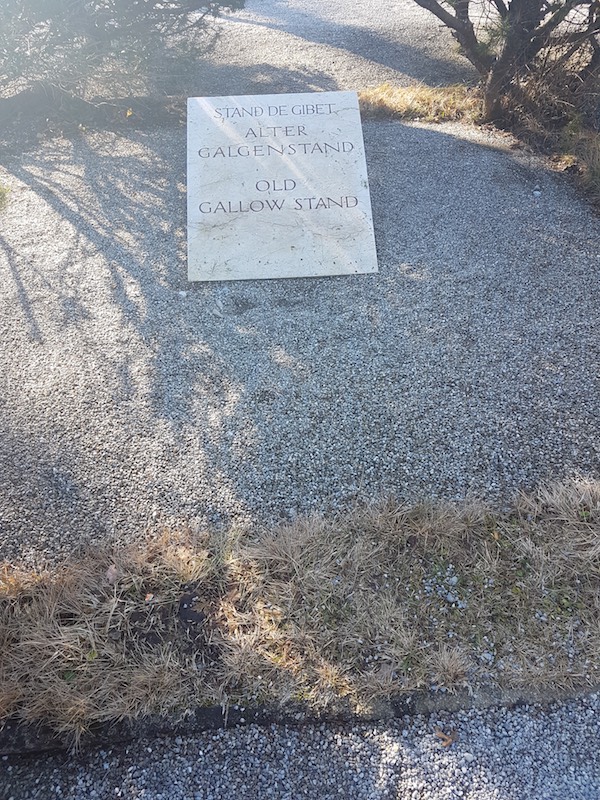 STAND DE GIBET
ALTER
GALGENSTAND
OLD
GALLOW STAND